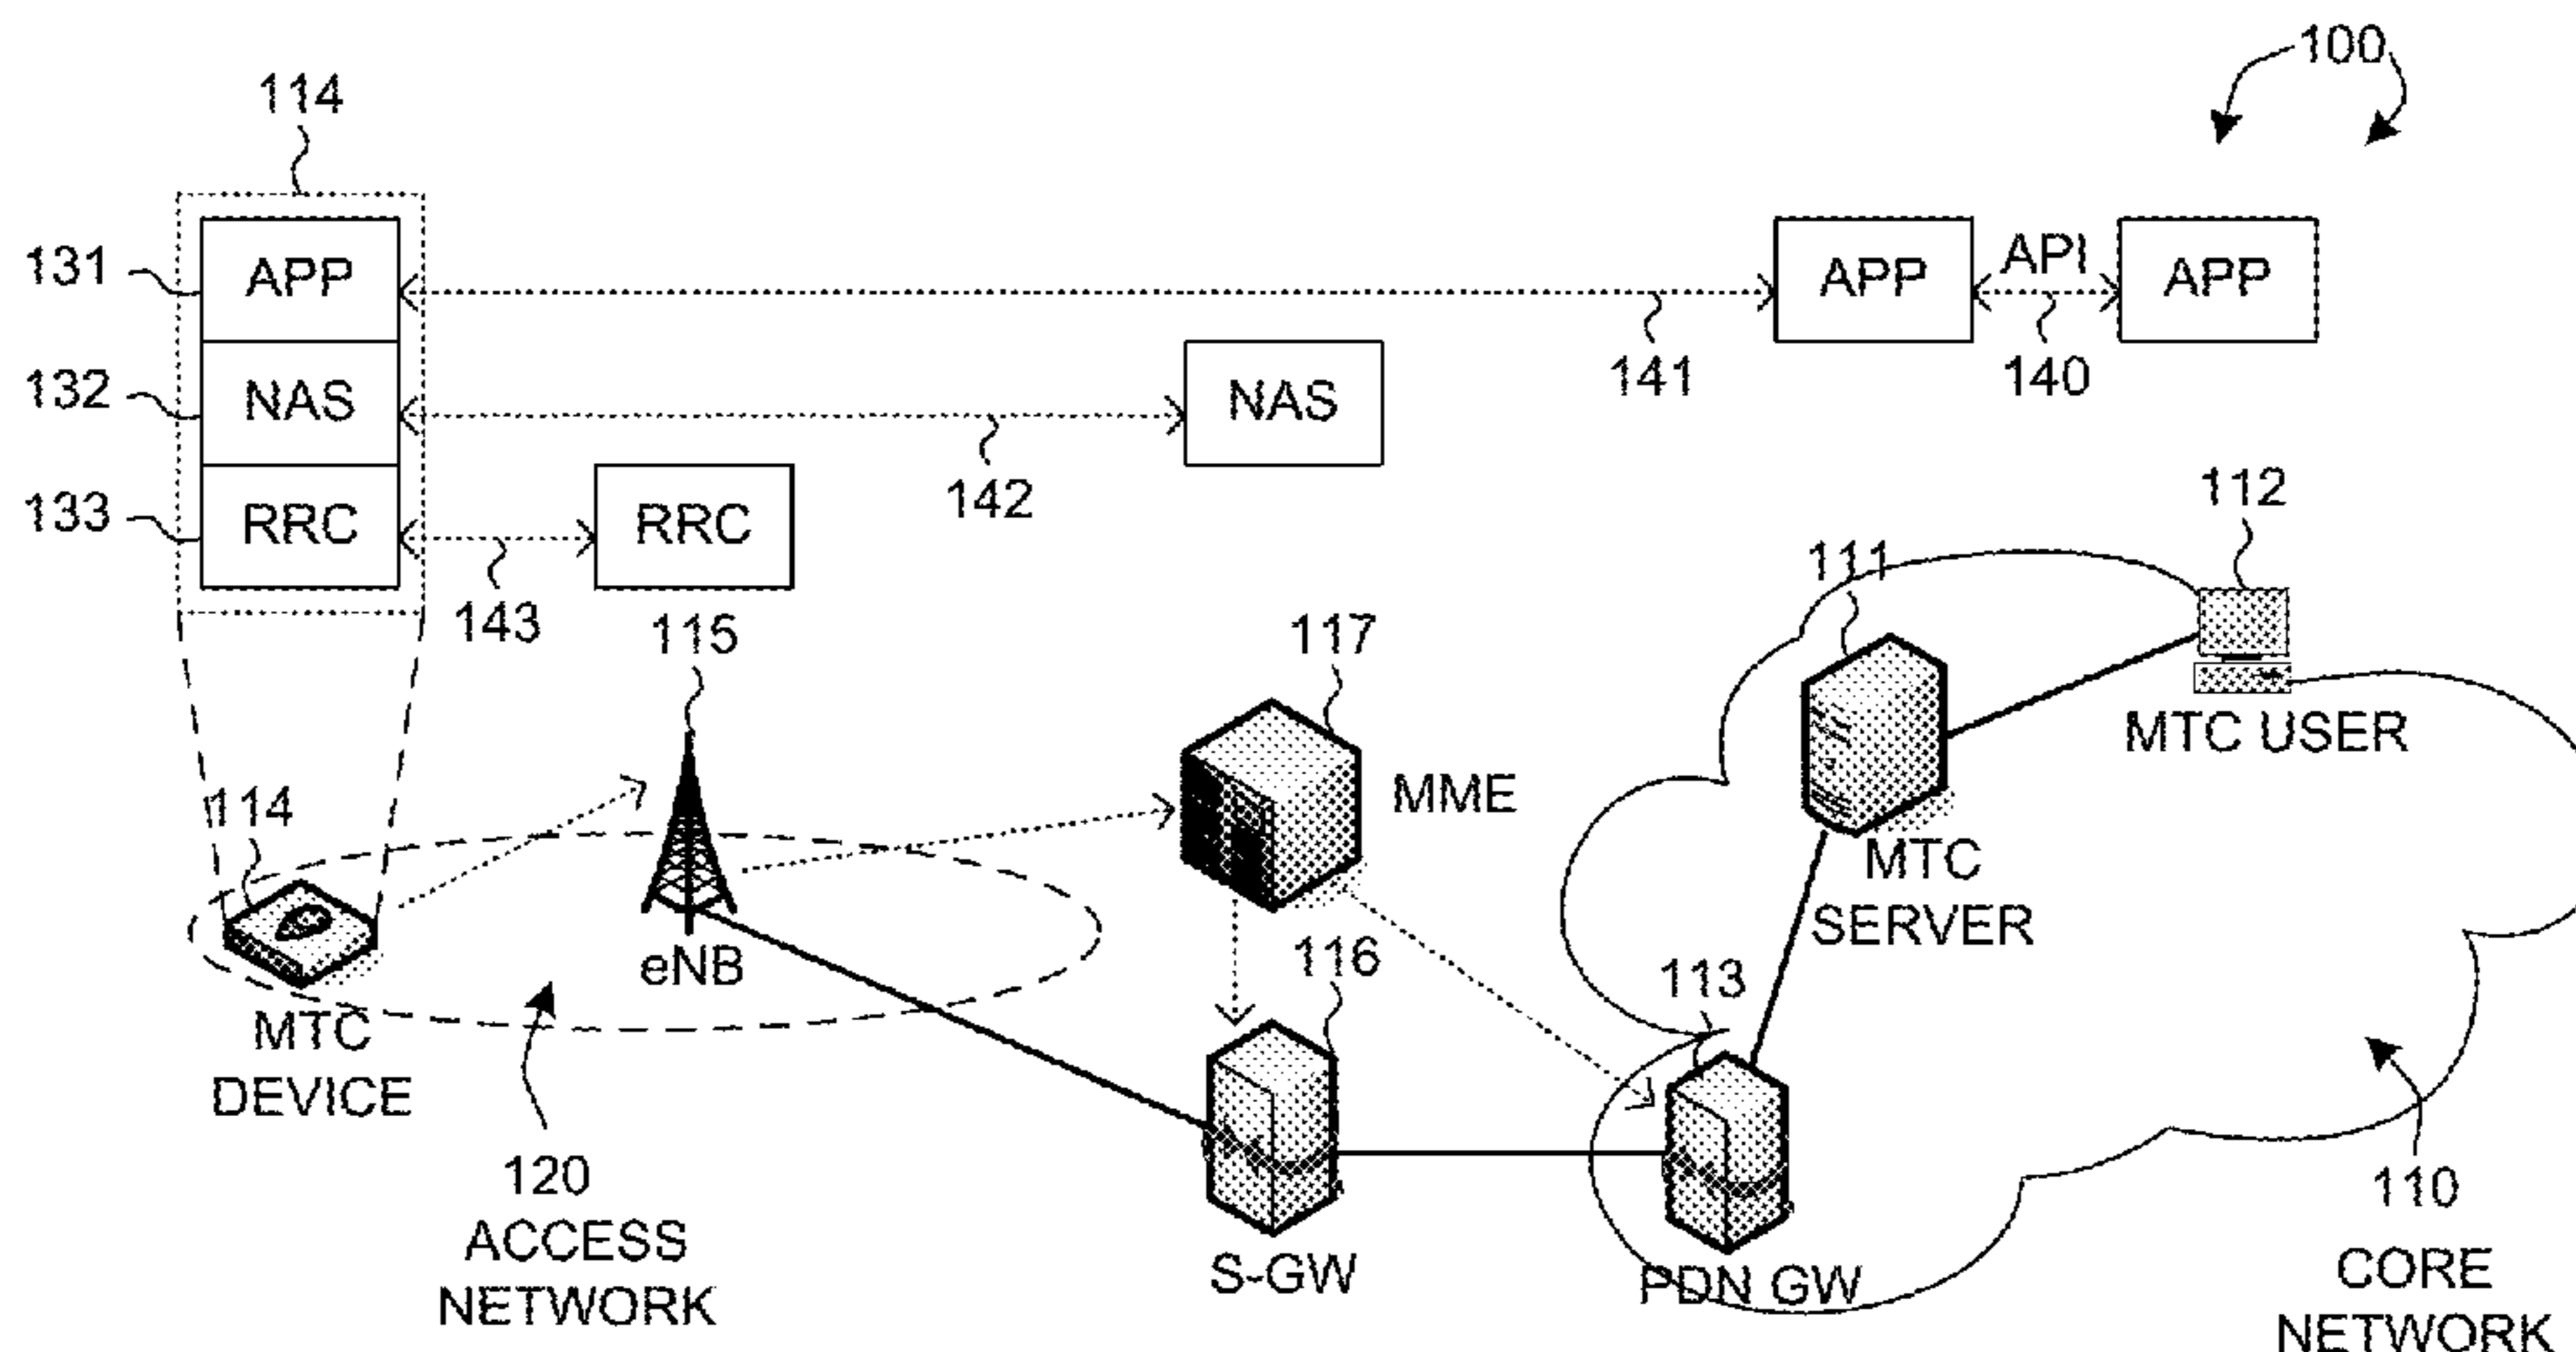 100
114
131
APP
APP
API
APP
141
140
132
NAS
NAS
142
133
RRC
RRC
143
112
111
115
117
MTC USER
MME
114
MTC
SERVER
eNB
116
113
MTC
DEVICE
120
ACCESS
NETWORK
S-GW
PDN GW
110
CORE
NETWORK